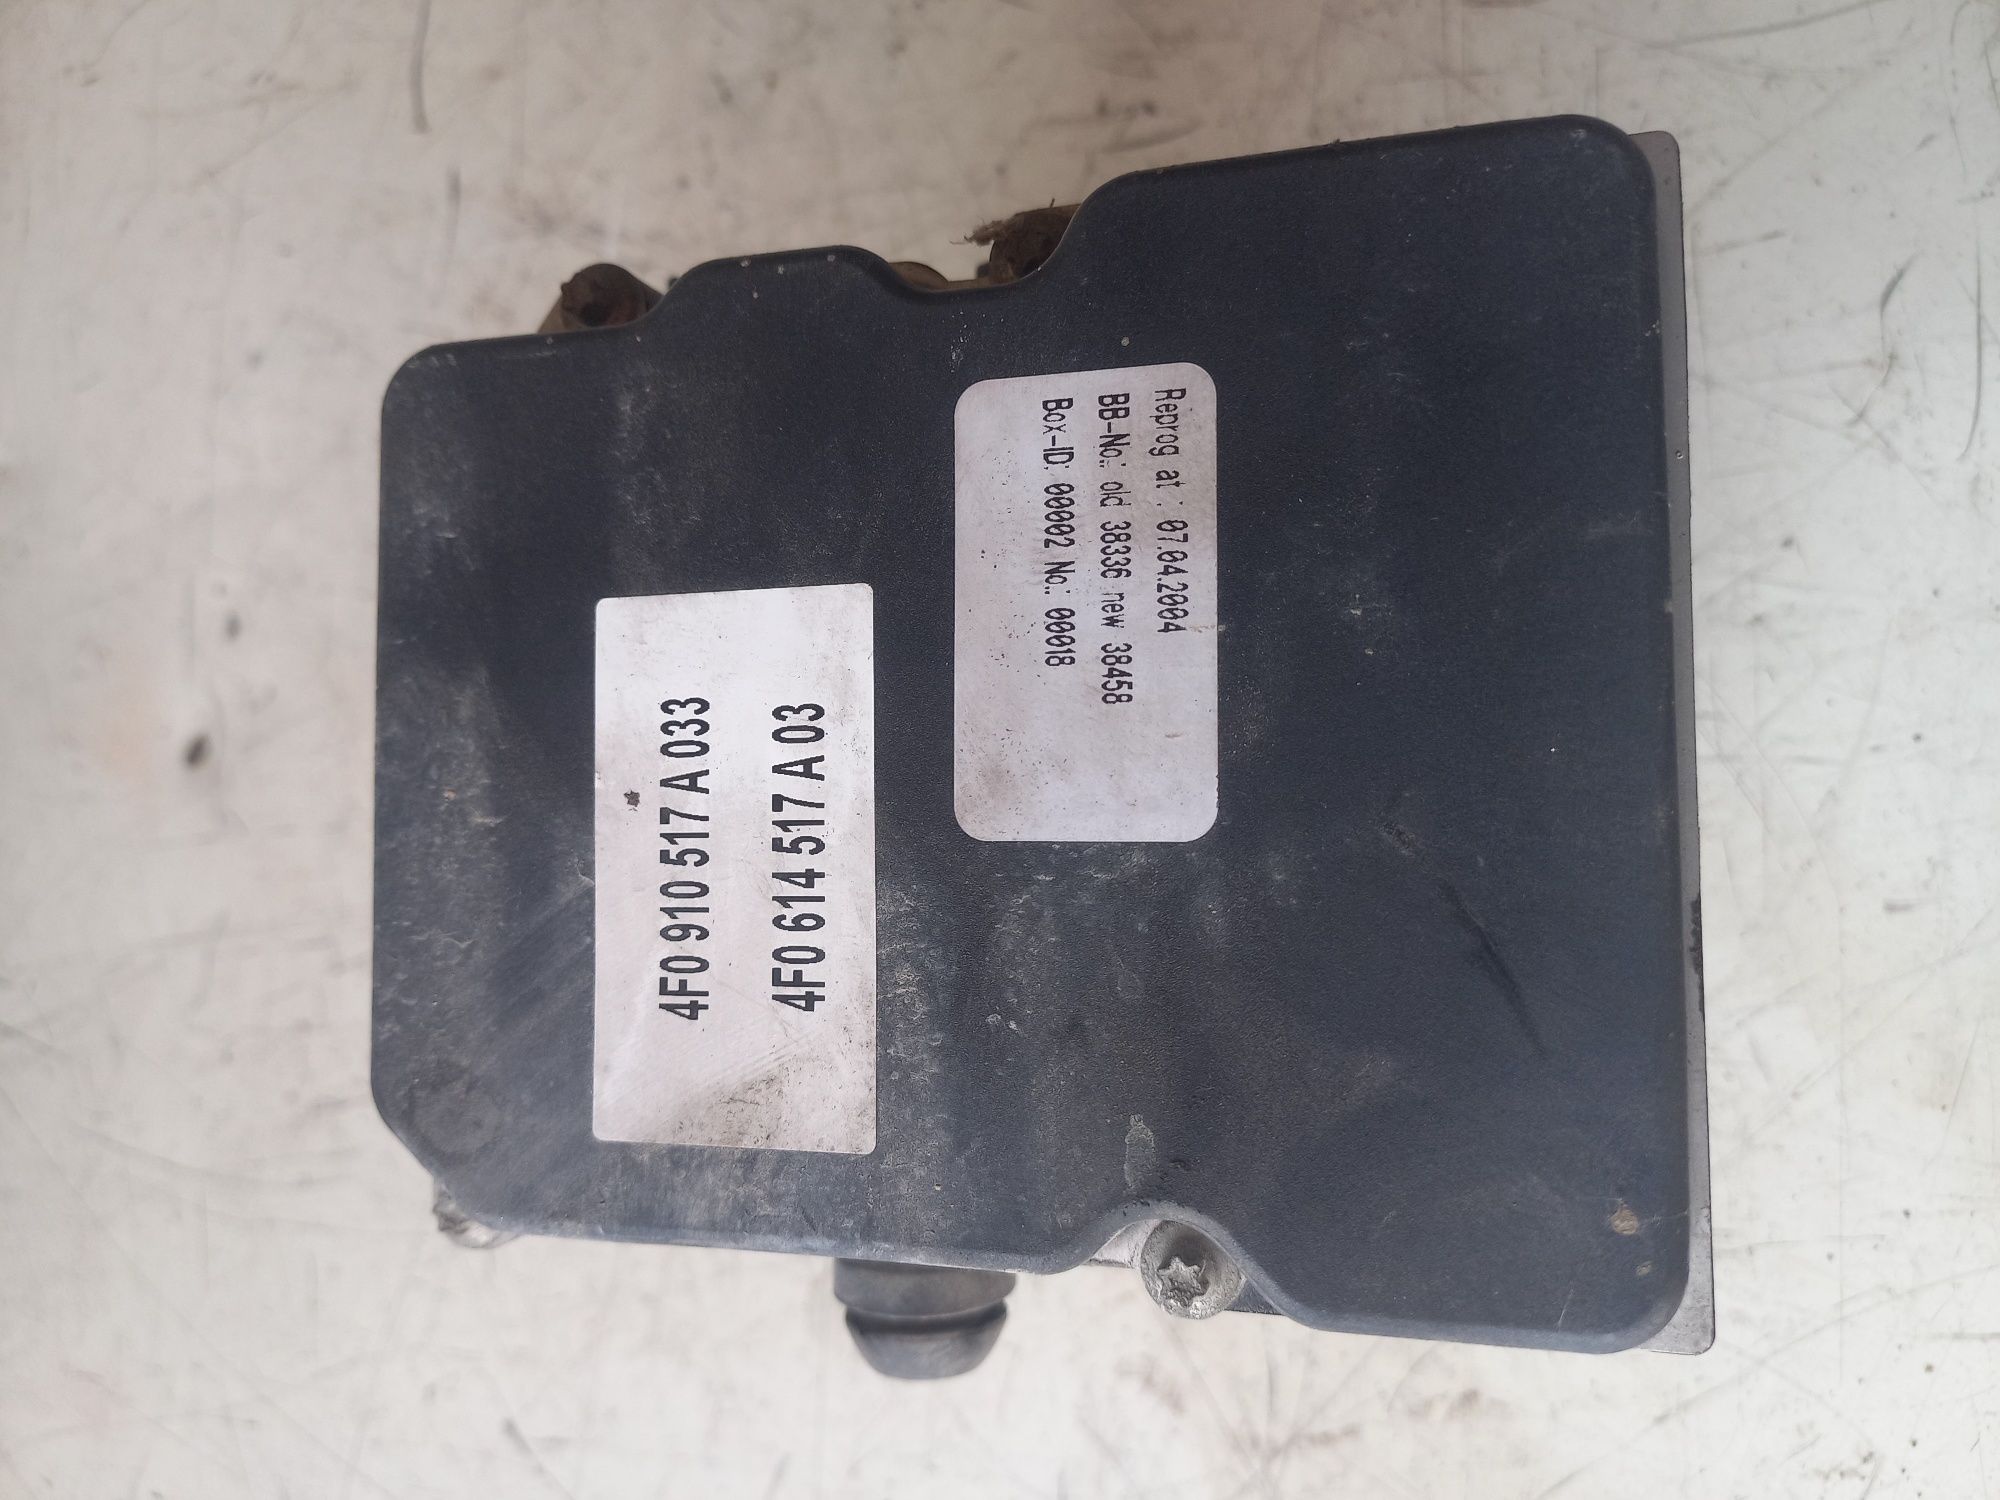 4F0 910 517 A 033
4F0 614 517 A 03
Reprog at : 07.04.2004
BB-No.: old 38336 new 38458
Box-ID: 000002 No.: 00018